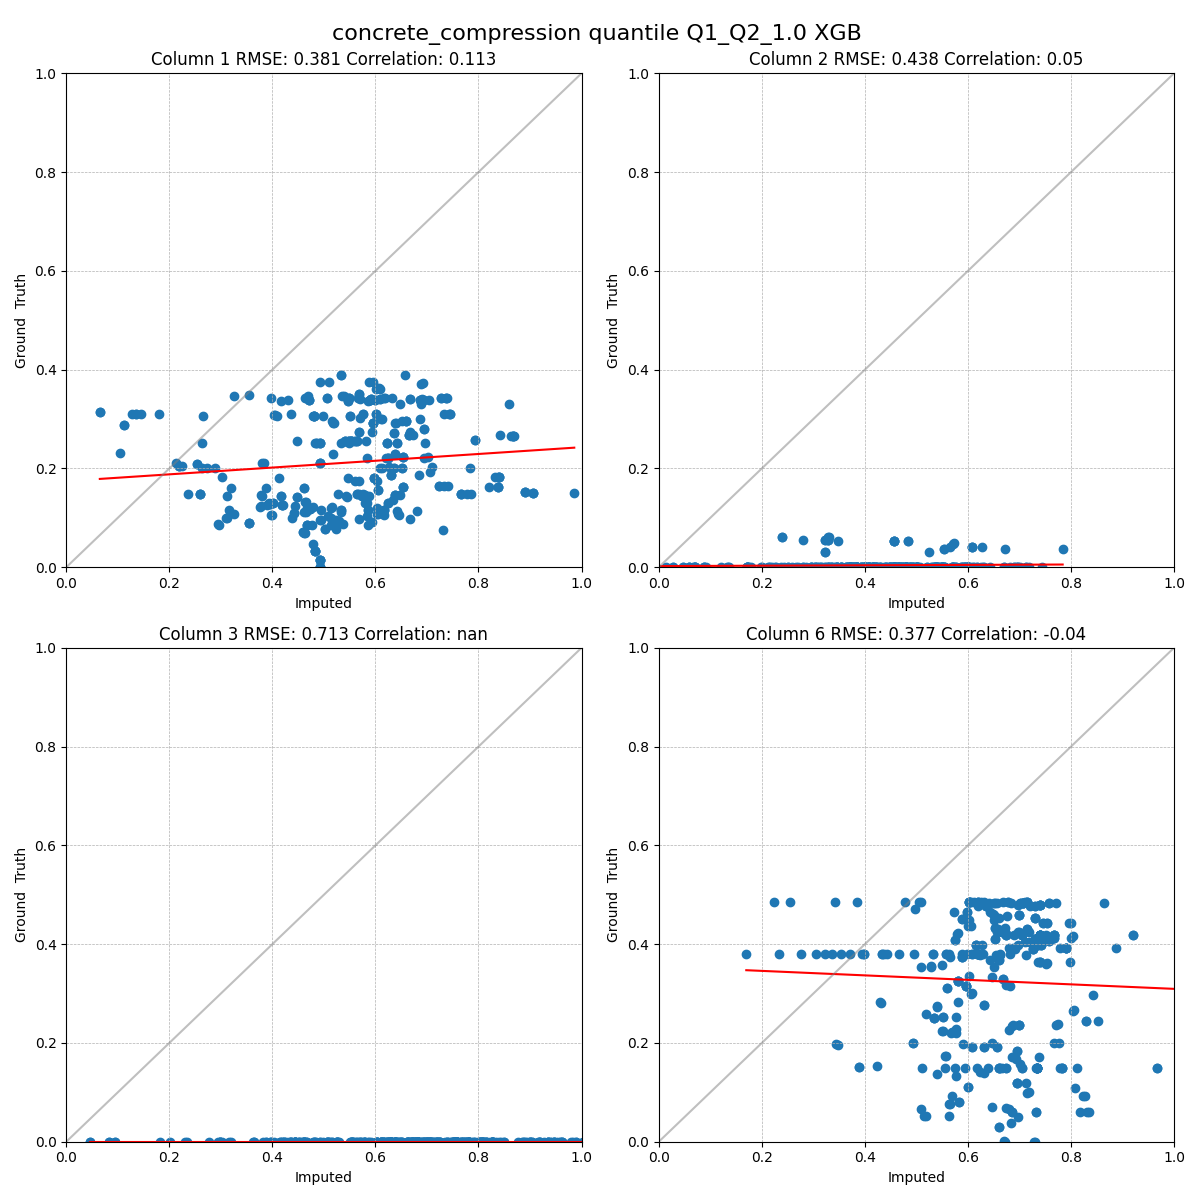 concrete_compression quantile Q1_Q2_1.0 XGB
Column 1 RMSE: 0.381 Correlation: 0.113
1.0
0.8
0.6
0.4
0.2
0.0
Ground Truth
0.0 0.2 0.4 0.6 0.8 1.0
Imputed
Column 2 RMSE: 0.438 Correlation: 0.05
1.0
0.8
0.6
0.4
0.2
0.0
Ground Truth
0.0 0.2 0.4 0.6 0.8 1.0
Imputed
Column 3 RMSE: 0.713 Correlation: nan
1.0
0.8
0.6
0.4
0.2
0.0
Ground Truth
0.0 0.2 0.4 0.6 0.8 1.0
Imputed
Column 6 RMSE: 0.377 Correlation: -0.04
1.0
0.8
0.6
0.4
0.2
0.0
Ground Truth
0.0 0.2 0.4 0.6 0.8 1.0
Imputed